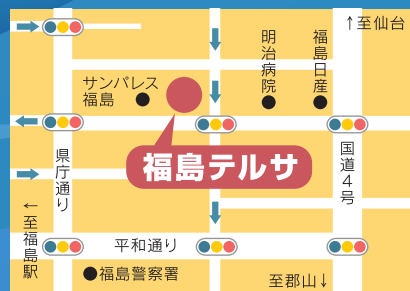 ↑至仙台
福島日産
明治病院
サンパレス
福島
福島テルサ
県庁通り
国道4号
←至福島駅
平和通り
●福島警察署
至郡山↓